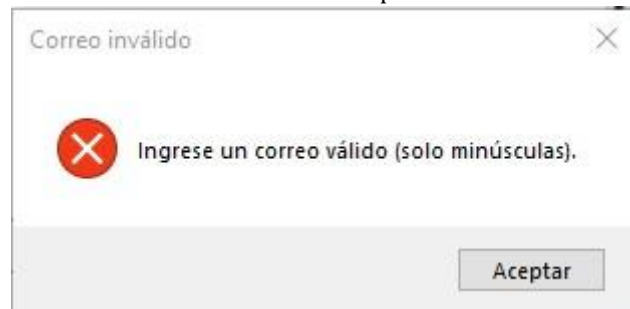 Correo inválido
Ingrese un correo válido (solo minúsculas).
Aceptar